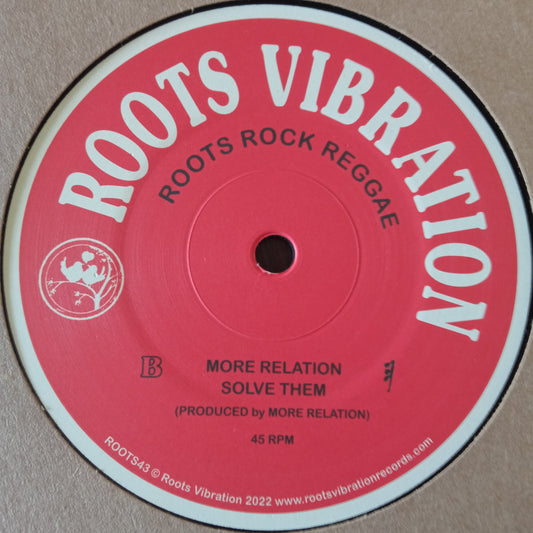 ROOTS VIBRATION
ROOTS ROCK REGGAE
B
MORE RELATION
SOLVE THEM
(PRODUCED by MORE RELATION)
45 RPM
ROOTS43 © Roots Vibration 2022 www.rootsvibrationrecords.com